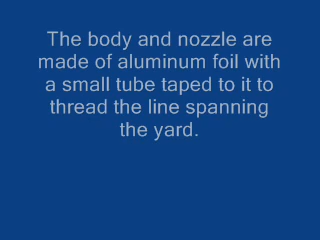 The body and nozzle are
made of aluminum foil with
a small tube taped to it to
thread the line spanning
the yard.